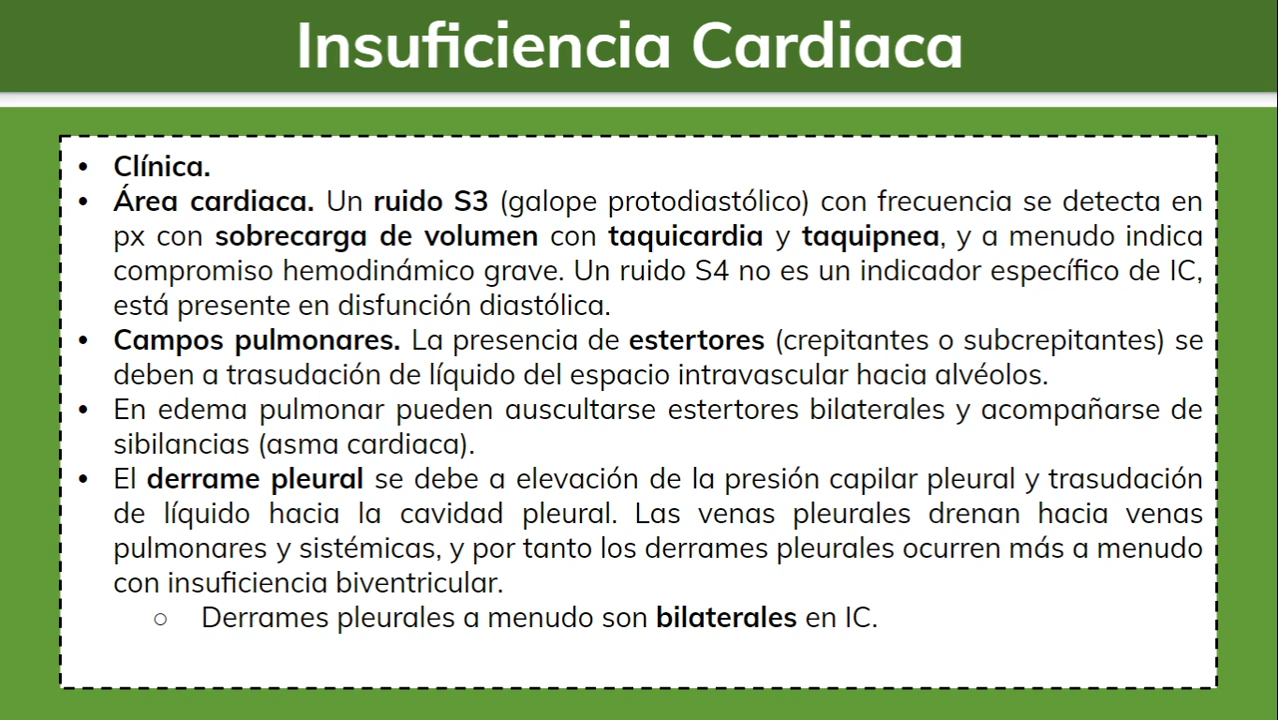 Insuficiencia Cardiaca
• Clínica.
• Área cardiaca. Un ruido S3 (galope protodiastólico) con frecuencia se detecta en
px con sobrecarga de volumen con taquicardia y taquipnea, y a menudo indica
compromiso hemodinámico grave. Un ruido S4 no es un indicador específico de IC,
está presente en disfunción diastólica.
• Campos pulmonares. La presencia de estertores (crepitantes o subcrepitantes) se
deben a trasudación de líquido del espacio intravascular hacia alvéolos.
• En edema pulmonar pueden auscultarse estertores bilaterales y acompañarse de
sibilancias (asma cardiaca).
• El derrame pleural se debe a elevación de la presión capilar pleural y trasudación
de líquido hacia la cavidad pleural. Las venas pleurales drenan hacia venas
pulmonares y sistémicas, y por tanto los derrames pleurales ocurren más a menudo
con insuficiencia biventricular.
○ Derrames pleurales a menudo son bilaterales en IC.